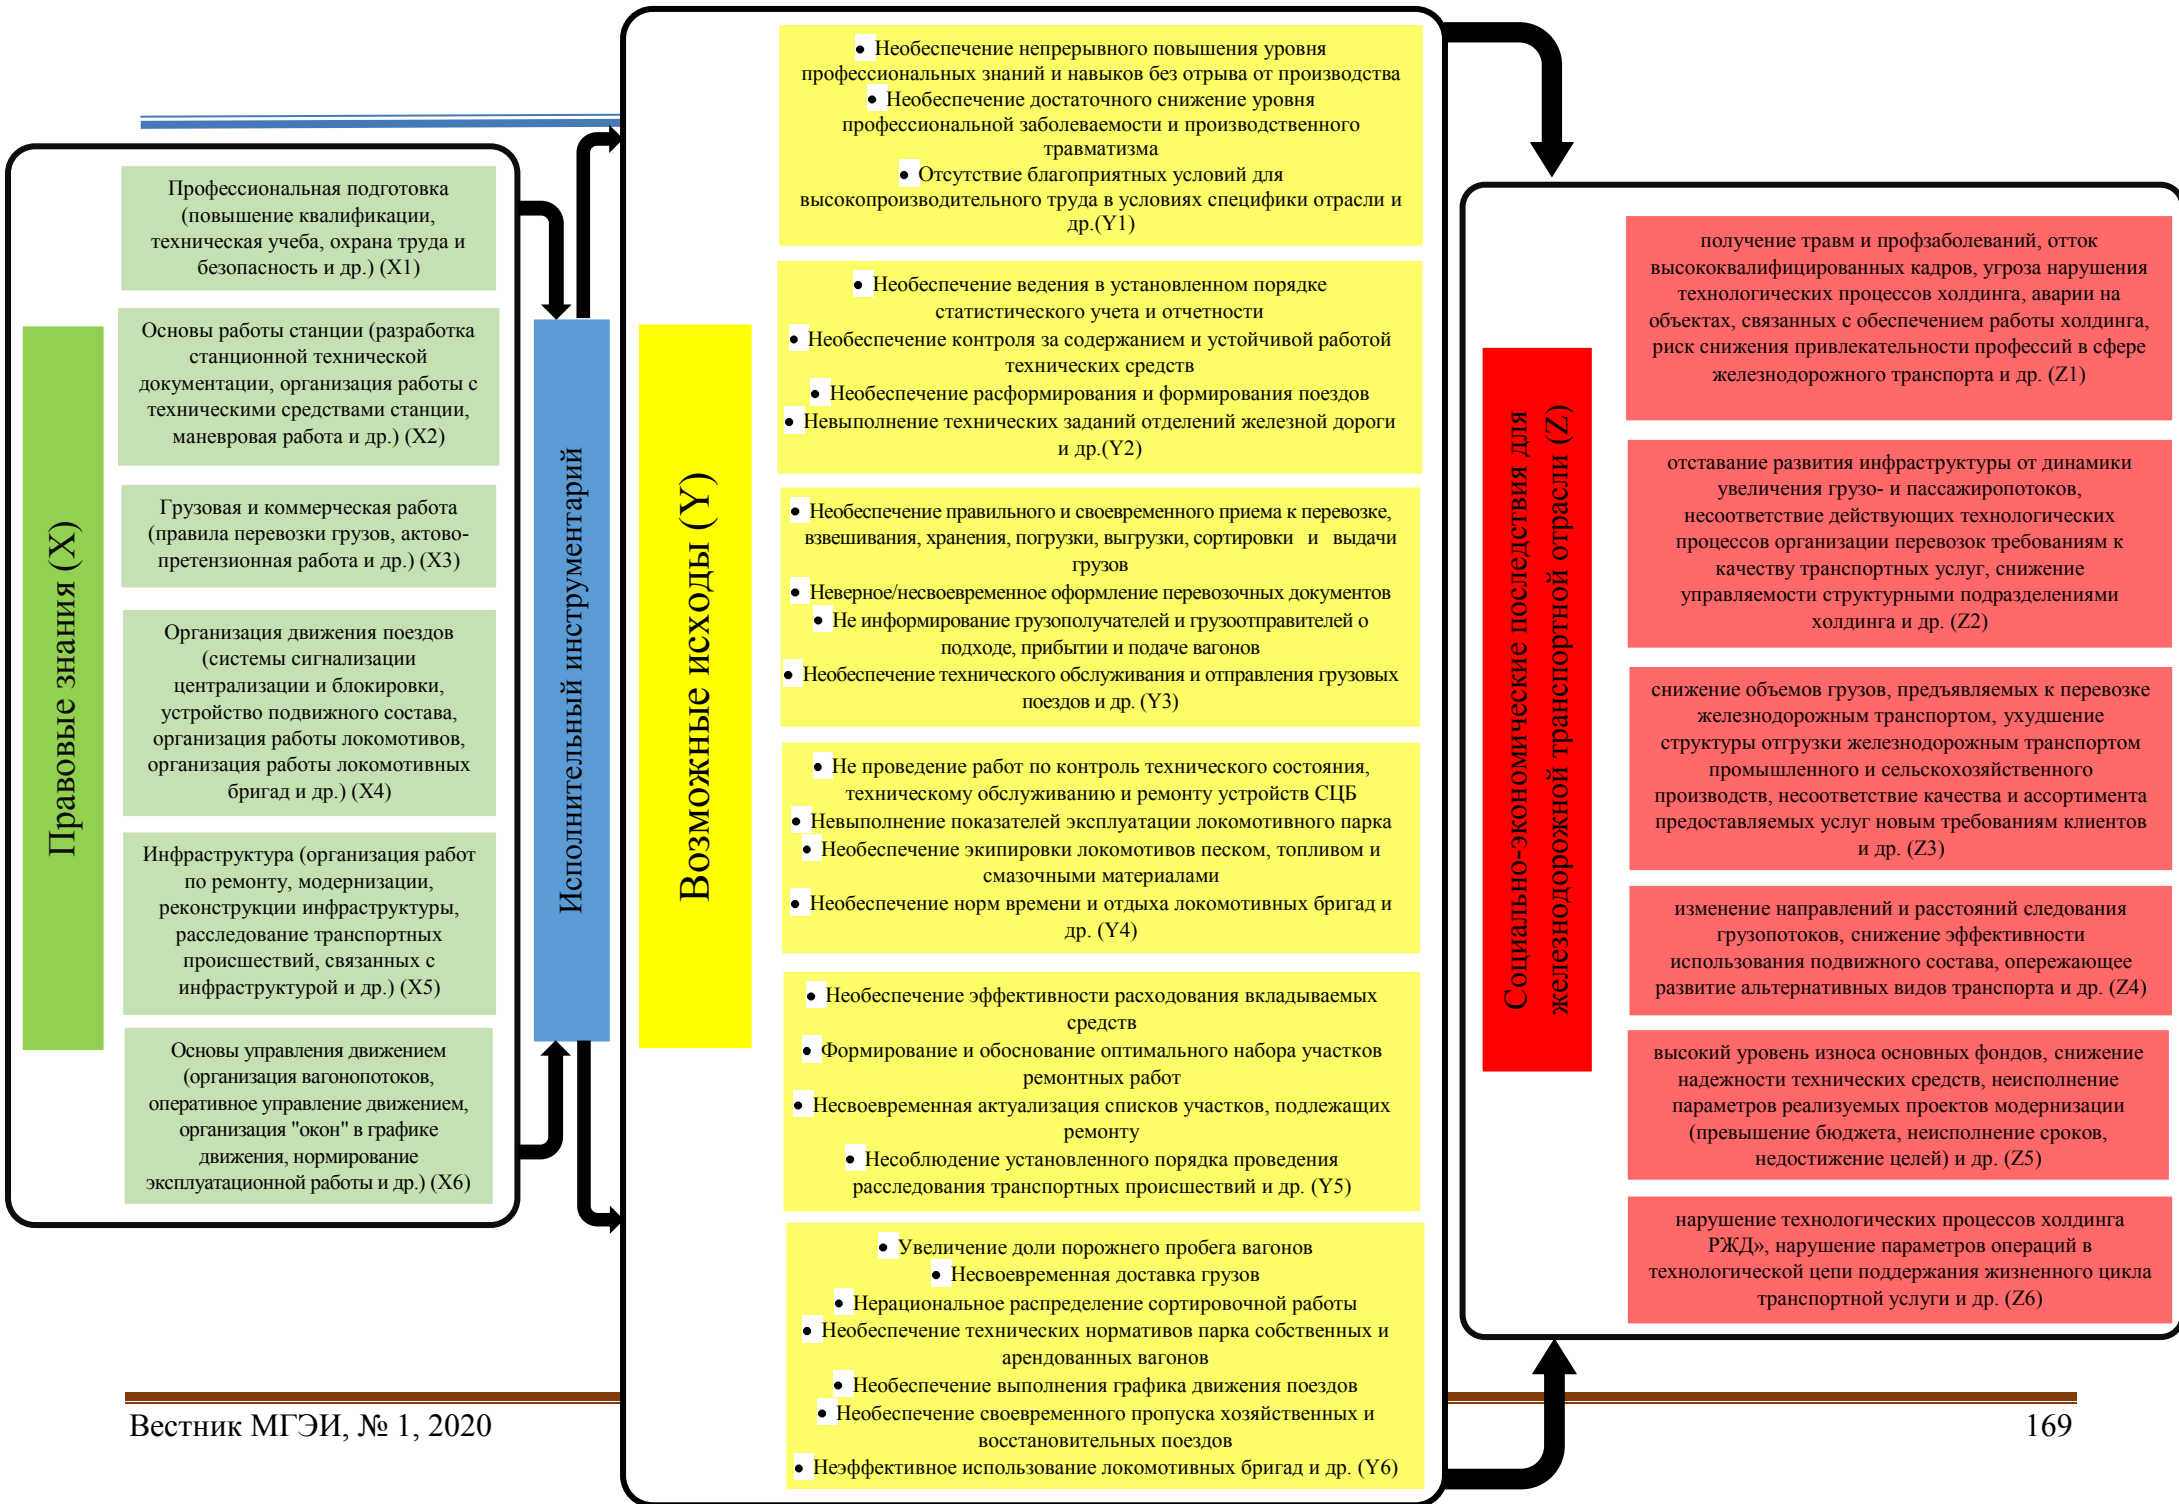 Правовые знания (X)
Профессиональная подготовка
(повышение квалификации,
техническая учеба, охрана труда и
безопасность и др.) (X1)
Основы работы станции (разработка
станционной технической
документации, организация работы с
техническими средствами станции,
маневровая работа и др.) (X2)
Грузовая и коммерческая работа
(правила перевозки грузов, актово-
претензионная работа и др.) (X3)
Организация движения поездов
(системы сигнализации
централизации и блокировки,
устройство подвижного состава,
организация работы локомотивов,
организация работы локомотивных
бригад и др.) (X4)
Инфраструктура (организация работ
по ремонту, модернизации,
реконструкции инфраструктуры,
расследование транспортных
происшествий, связанных с
инфраструктурой и др.) (X5)
Основы управления движением
(организация вагонопотоков,
оперативное управление движением,
организация "окон" в графике
движения, нормирование
эксплуатационной работы и др.) (X6)
Исполнительный инструментарий
Возможные исходы (Y)
• Необеспечение непрерывного повышения уровня
профессиональных знаний и навыков без отрыва от производства
• Необеспечение достаточного снижение уровня
профессиональной заболеваемости и производственного
травматизма
• Отсутствие благоприятных условий для
высокопроизводительного труда в условиях специфики отрасли и
др.(Y1)
• Необеспечение ведения в установленном порядке
статистического учета и отчетности
• Необеспечение контроля за содержанием и устойчивой работой
технических средств
• Необеспечение расформирования и формирования поездов
• Невыполнение технических заданий отделений железной дороги
и др.(Y2)
• Необеспечение правильного и своевременного приема к перевозке,
взвешивания, хранения, погрузки, выгрузки, сортировки и выдачи
грузов
• Неверное/несвоевременное оформление перевозочных документов
• Не информирование грузополучателей и грузоотправителей о
подходе, прибытии и подаче вагонов
• Необеспечение технического обслуживания и отправления грузовых
поездов и др. (Y3)
• Не проведение работ по контроль технического состояния,
техническому обслуживанию и ремонту устройств СЦБ
• Невыполнение показателей эксплуатации локомотивного парка
• Необеспечение экипировки локомотивов песком, топливом и
смазочными материалами
• Необеспечение норм времени и отдыха локомотивных бригад и
др. (Y4)
• Необеспечение эффективности расходования вкладываемых
средств
• Формирование и обоснование оптимального набора участков
ремонтных работ
• Несвоевременная актуализация списков участков, подлежащих
ремонту
• Несоблюдение установленного порядка проведения
расследования транспортных происшествий и др. (Y5)
• Увеличение доли порожнего пробега вагонов
• Несвоевременная доставка грузов
• Нерациональное распределение сортировочной работы
• Необеспечение технических нормативов парка собственных и
арендованных вагонов
• Необеспечение выполнения графика движения поездов
• Необеспечение своевременного пропуска хозяйственных и
восстановительных поездов
• Неэффективное использование локомотивных бригад и др. (Y6)
Социально-экономические последствия для
железнодорожной транспортной отрасли (Z)
получение травм и профзаболеваний, отток
высококвалифицированных кадров, угроза нарушения
технологических процессов холдинга, аварии на
объектах, связанных с обеспечением работы холдинга,
риск снижения привлекательности профессий в сфере
железнодорожного транспорта и др. (Z1)
отставание развития инфраструктуры от динамики
увеличения грузо- и пассажиропотоков,
несоответствие действующих технологических
процессов организации перевозок требованиям к
качеству транспортных услуг, снижение
управляемости структурными подразделениями
холдинга и др. (Z2)
снижение объемов грузов, предъявляемых к перевозке
железнодорожным транспортом, ухудшение
структуры отгрузки железнодорожным транспортом
промышленного и сельскохозяйственного
производств, несоответствие качества и ассортимента
предоставляемых услуг новым требованиям клиентов
и др. (Z3)
изменение направлений и расстояний следования
грузопотоков, снижение эффективности
использования подвижного состава, опережающее
развитие альтернативных видов транспорта и др. (Z4)
высокий уровень износа основных фондов, снижение
надежности технических средств, неисполнение
параметров реализуемых проектов модернизации
(превышение бюджета, неисполнение сроков,
недостижение целей) и др. (Z5)
нарушение технологических процессов холдинга
РЖД», нарушение параметров операций в
технологической цепи поддержания жизненного цикла
транспортной услуги и др. (Z6)
Вестник МГЭИ, № 1, 2020
169